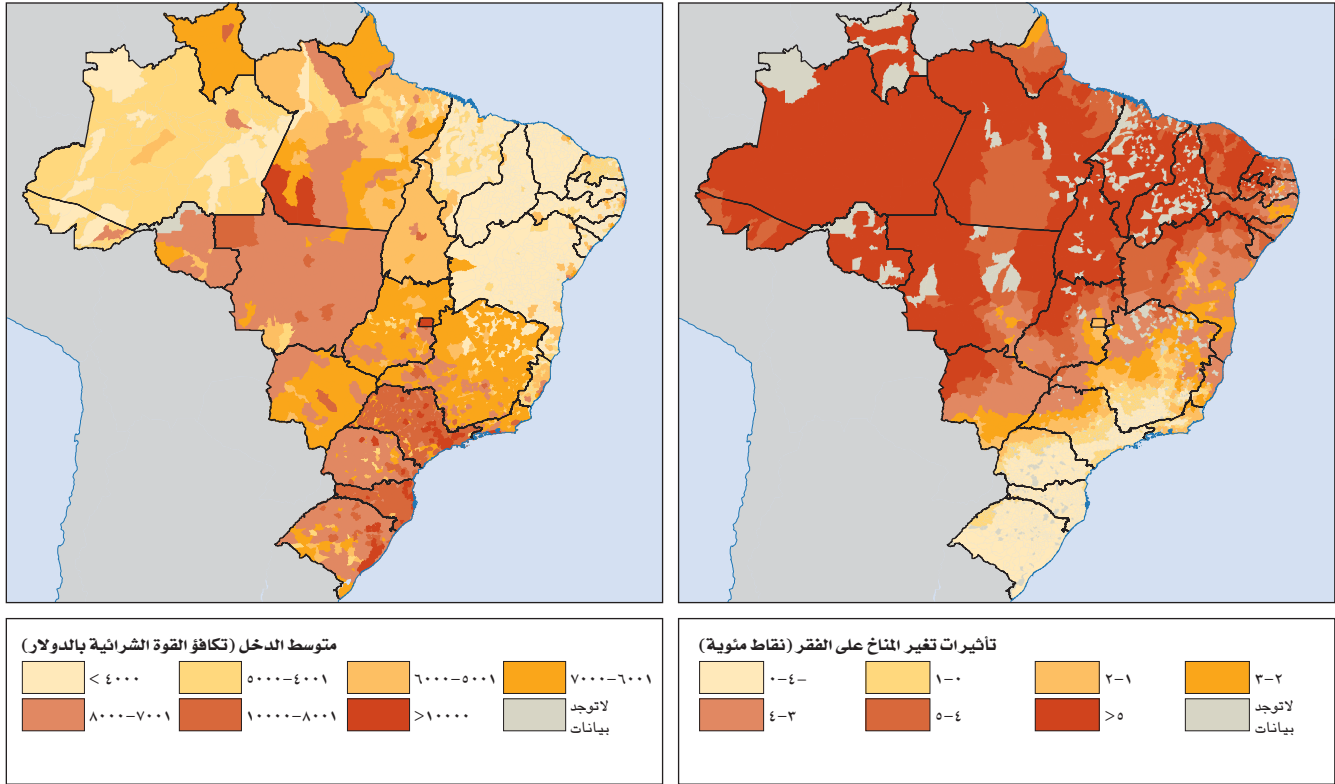 متوسط الدخل (تكافؤ القوة الشرائية بالدولار)
< ٤٠٠٠
٤٠٠١-٥٠٠٠
٥٠٠١-٦٠٠٠
٦٠٠١-٧٠٠٠
٧٠٠١-٨٠٠٠
٨٠٠١-١٠٠٠٠
>١٠٠٠٠
لاتوجد
بيانات
تأثيرات تغير المناخ على الفقر (نقاط مئوية)
-٤-٠
٠-١
١-٢
٢-٣
٣-٤
٤-٥
>٥
لاتوجد
بيانات